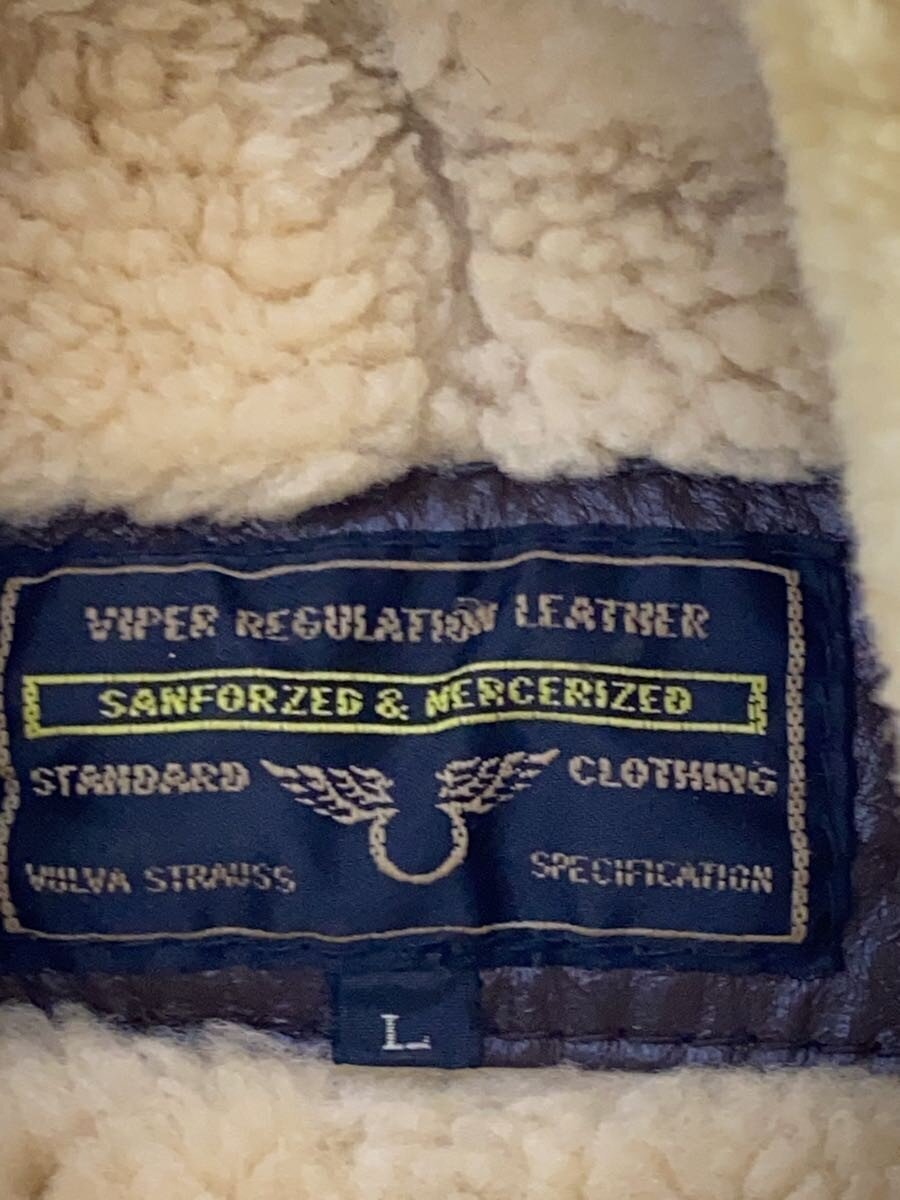 VIPER REGULATION LEATHER
SANFORZED & MERCERIZED
STANDARD CLOTHING
VULVA STRAUSS SPECIFICATION
L